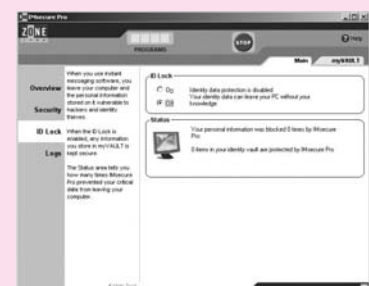 IMsecure Pro
ZONE
PROGRAMS
STOP
Help
Main
myVAULT
Overview
Security
ID Lock
Logs
When you use instant
messaging software, you
leave your computer and
the personal information
stored on it vulnerable to
hackers and identity
thieves.
When the ID Lock is
enabled, any information
you store in myVAULT is
kept secure.
The Status area tells you
how many times IMsecure
Pro prevented your critical
data from leaving your
computer.
ID Lock
On
Off
Identity data protection is disabled
Your identity data can leave your PC without your
knowledge.
Status
Your personal information was blocked 0 times by IMsecure
Pro
0 items in your identity vault are protected by IMsecure Pro